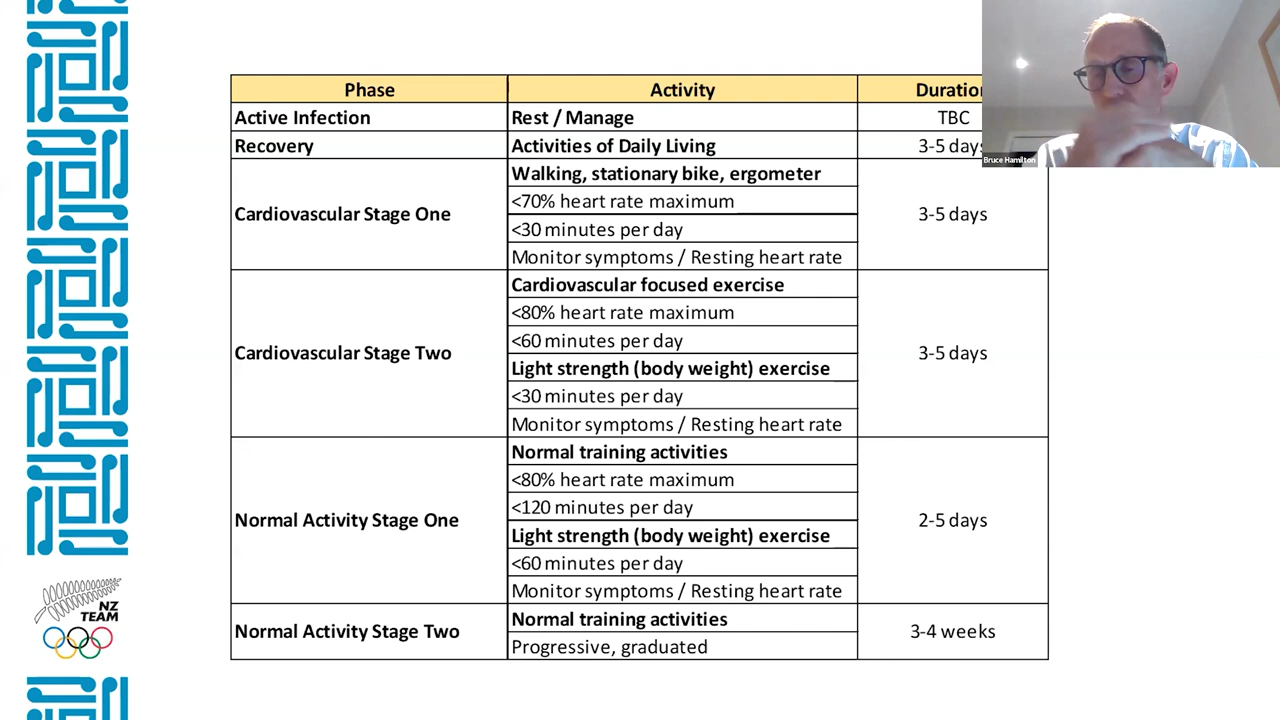 Phase Activity Duratio
Active Infection Rest / Manage TBC
Recovery Activities of Daily Living 3-5 days
Bruce Hamilton
Walking, stationary bike, ergometer
<70% heart rate maximum
Cardiovascular Stage One 3-5 days
<30 minutes per day
Monitor symptoms / Resting heart rate
Cardiovascular focused exercise
<80% heart rate maximum
<60 minutes per day
Cardiovascular Stage Two 3-5 days
Light strength (body weight) exercise
<30 minutes per day
Monitor symptoms / Resting heart rate
Normal training activities
<80% heart rate maximum
<120 minutes per day
Normal Activity Stage One 2-5 days
Light strength (body weight) exercise
<60 minutes per day
Monitor symptoms / Resting heart rate
Normal training activities
Normal Activity Stage Two 3-4 weeks
Progressive, graduated
NZ
TEAM